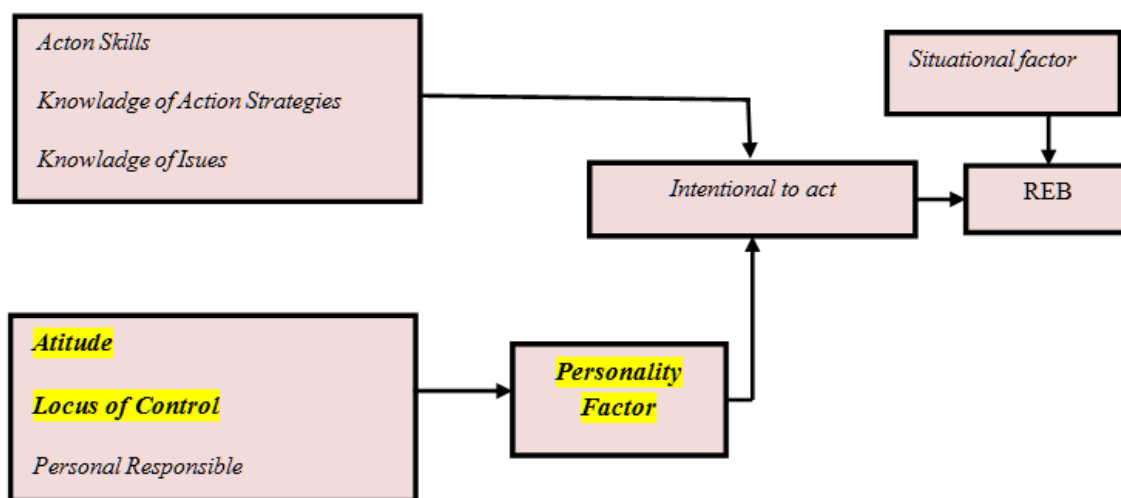 Acton Skills
Knowladge of Action Strategies
Knowladge of Isues
Situational factor
Intentional to act
REB
Atitude
Locus of Control
Personal Responsible
Personality
Factor